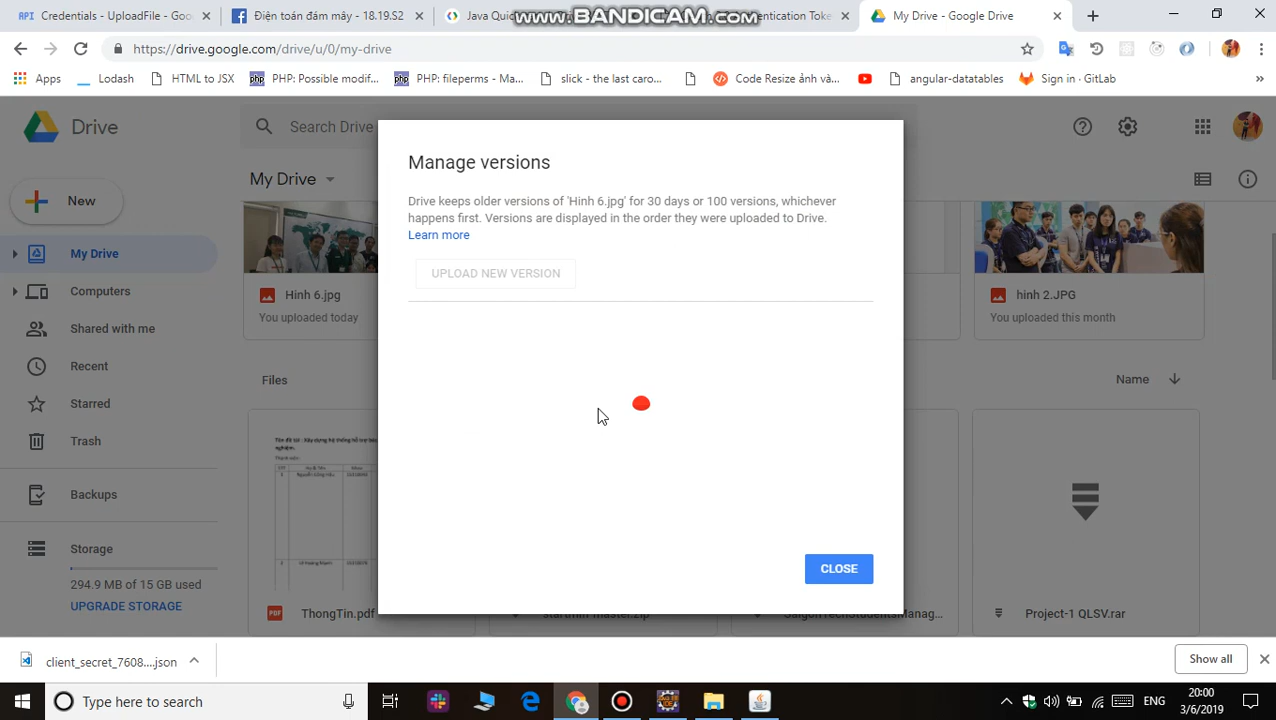 Credentials - Uploadfile - Goo
Điện toán đám mây - 18.19.S2
Java Quic
entication Toke
My Drive - Google Drive
www.BANDICAM.com
https://drive.google.com/drive/u/0/my-drive
Apps
Lodash
HTML to JSX
PHP: Possible modif...
PHP: fileperms - Ma...
slick - the last caro...
Code Resize ảnh và...
angular-datatables
Sign in · GitLab
Drive
Search Drive
New
My Drive
My Drive
Computers
Shared with me
Recent
Starred
Trash
Backups
Storage
294.9 MB of 15 GB used
UPGRADE STORAGE
Manage versions
Drive keeps older versions of 'Hinh 6.jpg' for 30 days or 100 versions, whichever
happens first. Versions are displayed in the order they were uploaded to Drive.
Learn more
UPLOAD NEW VERSION
CLOSE
Hinh 6.jpg
You uploaded today
hinh 2.JPG
You uploaded this month
Files
Name
ThongTin.pdf
startmin-master.zip
SaigonTechStudentsManag...
Project-1 QLSV.rar
client_secret_7608....json
Show all
Type here to search
ENG
20:00
3/6/2019